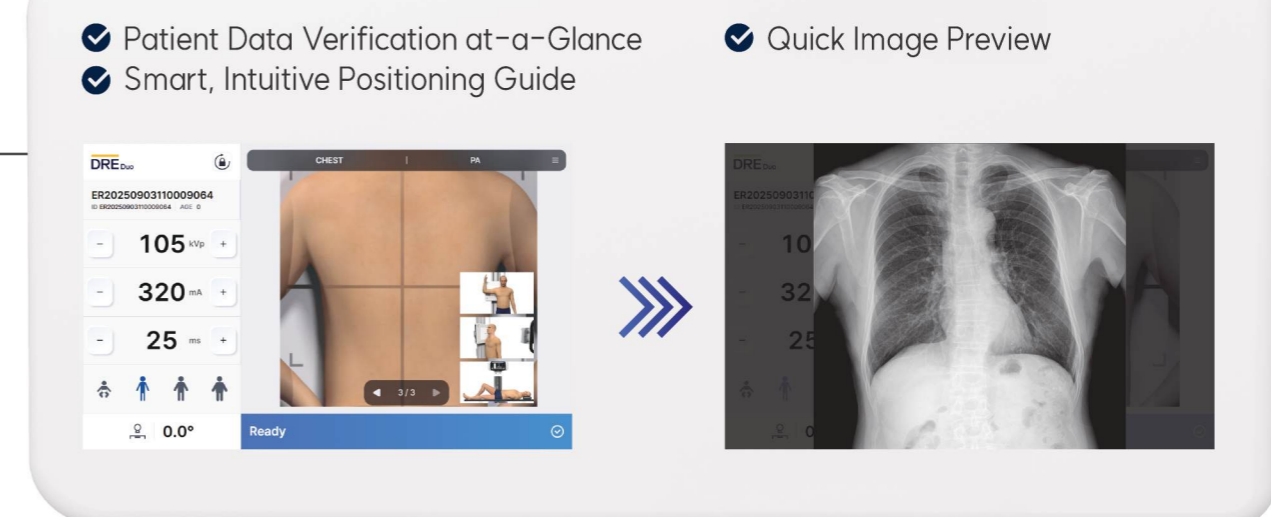 Patient Data Verification at-a-Glance
Smart, Intuitive Positioning Guide
Quick Image Preview
DRE Duo
CHEST | PA
ER20250903110009064
ID ER20250903110009064 AGE 0
- 105 kVp +
- 320 mA +
- 25 ms +
3 / 3
0.0°
Ready
DRE Duo
ER20250903110
- 10
- 32
- 25
0